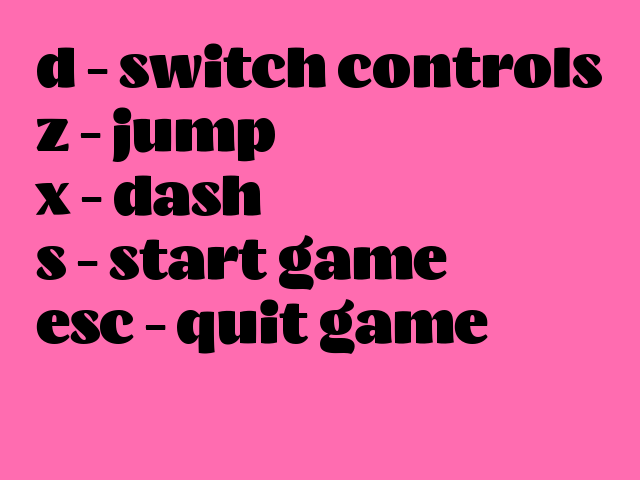 d - switch controls
z - jump
x - dash
s - start game
esc - quit game